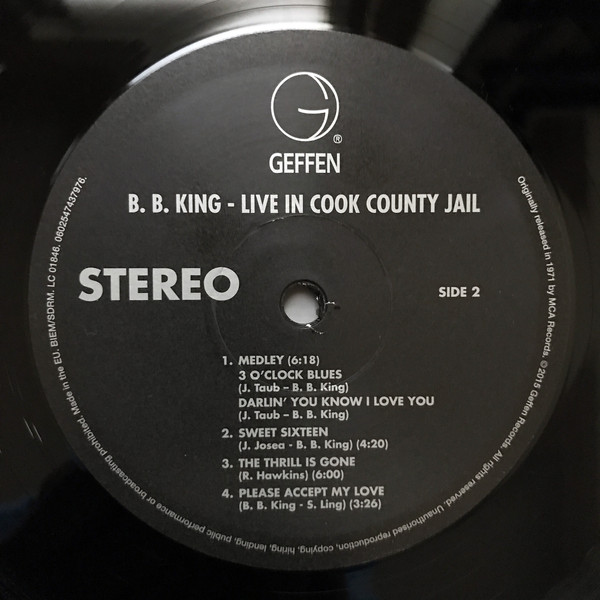 G
®
GEFFEN
B. B. KING - LIVE IN COOK COUNTY JAIL
STEREO
SIDE 2
1. MEDLEY (6:18)
3 O'CLOCK BLUES
(J. Taub – B. B. King)
DARLIN' YOU KNOW I LOVE YOU
(J. Taub – B. B. King)
2. SWEET SIXTEEN
(J. Josea - B. B. King) (4:20)
3. THE THRILL IS GONE
(R. Hawkins) (6:00)
4. PLEASE ACCEPT MY LOVE
(B. B. King - S. Ling) (3:26)
Originally released in 1971 by MCA Records. ©2015 Geffen Records. All rights reserved. Unauthorised reproduction, copying, hiring, lending, public performance or broadcasting prohibited. Made in the EU. BIEM/SDRM. LC 01846. 0602547437976.